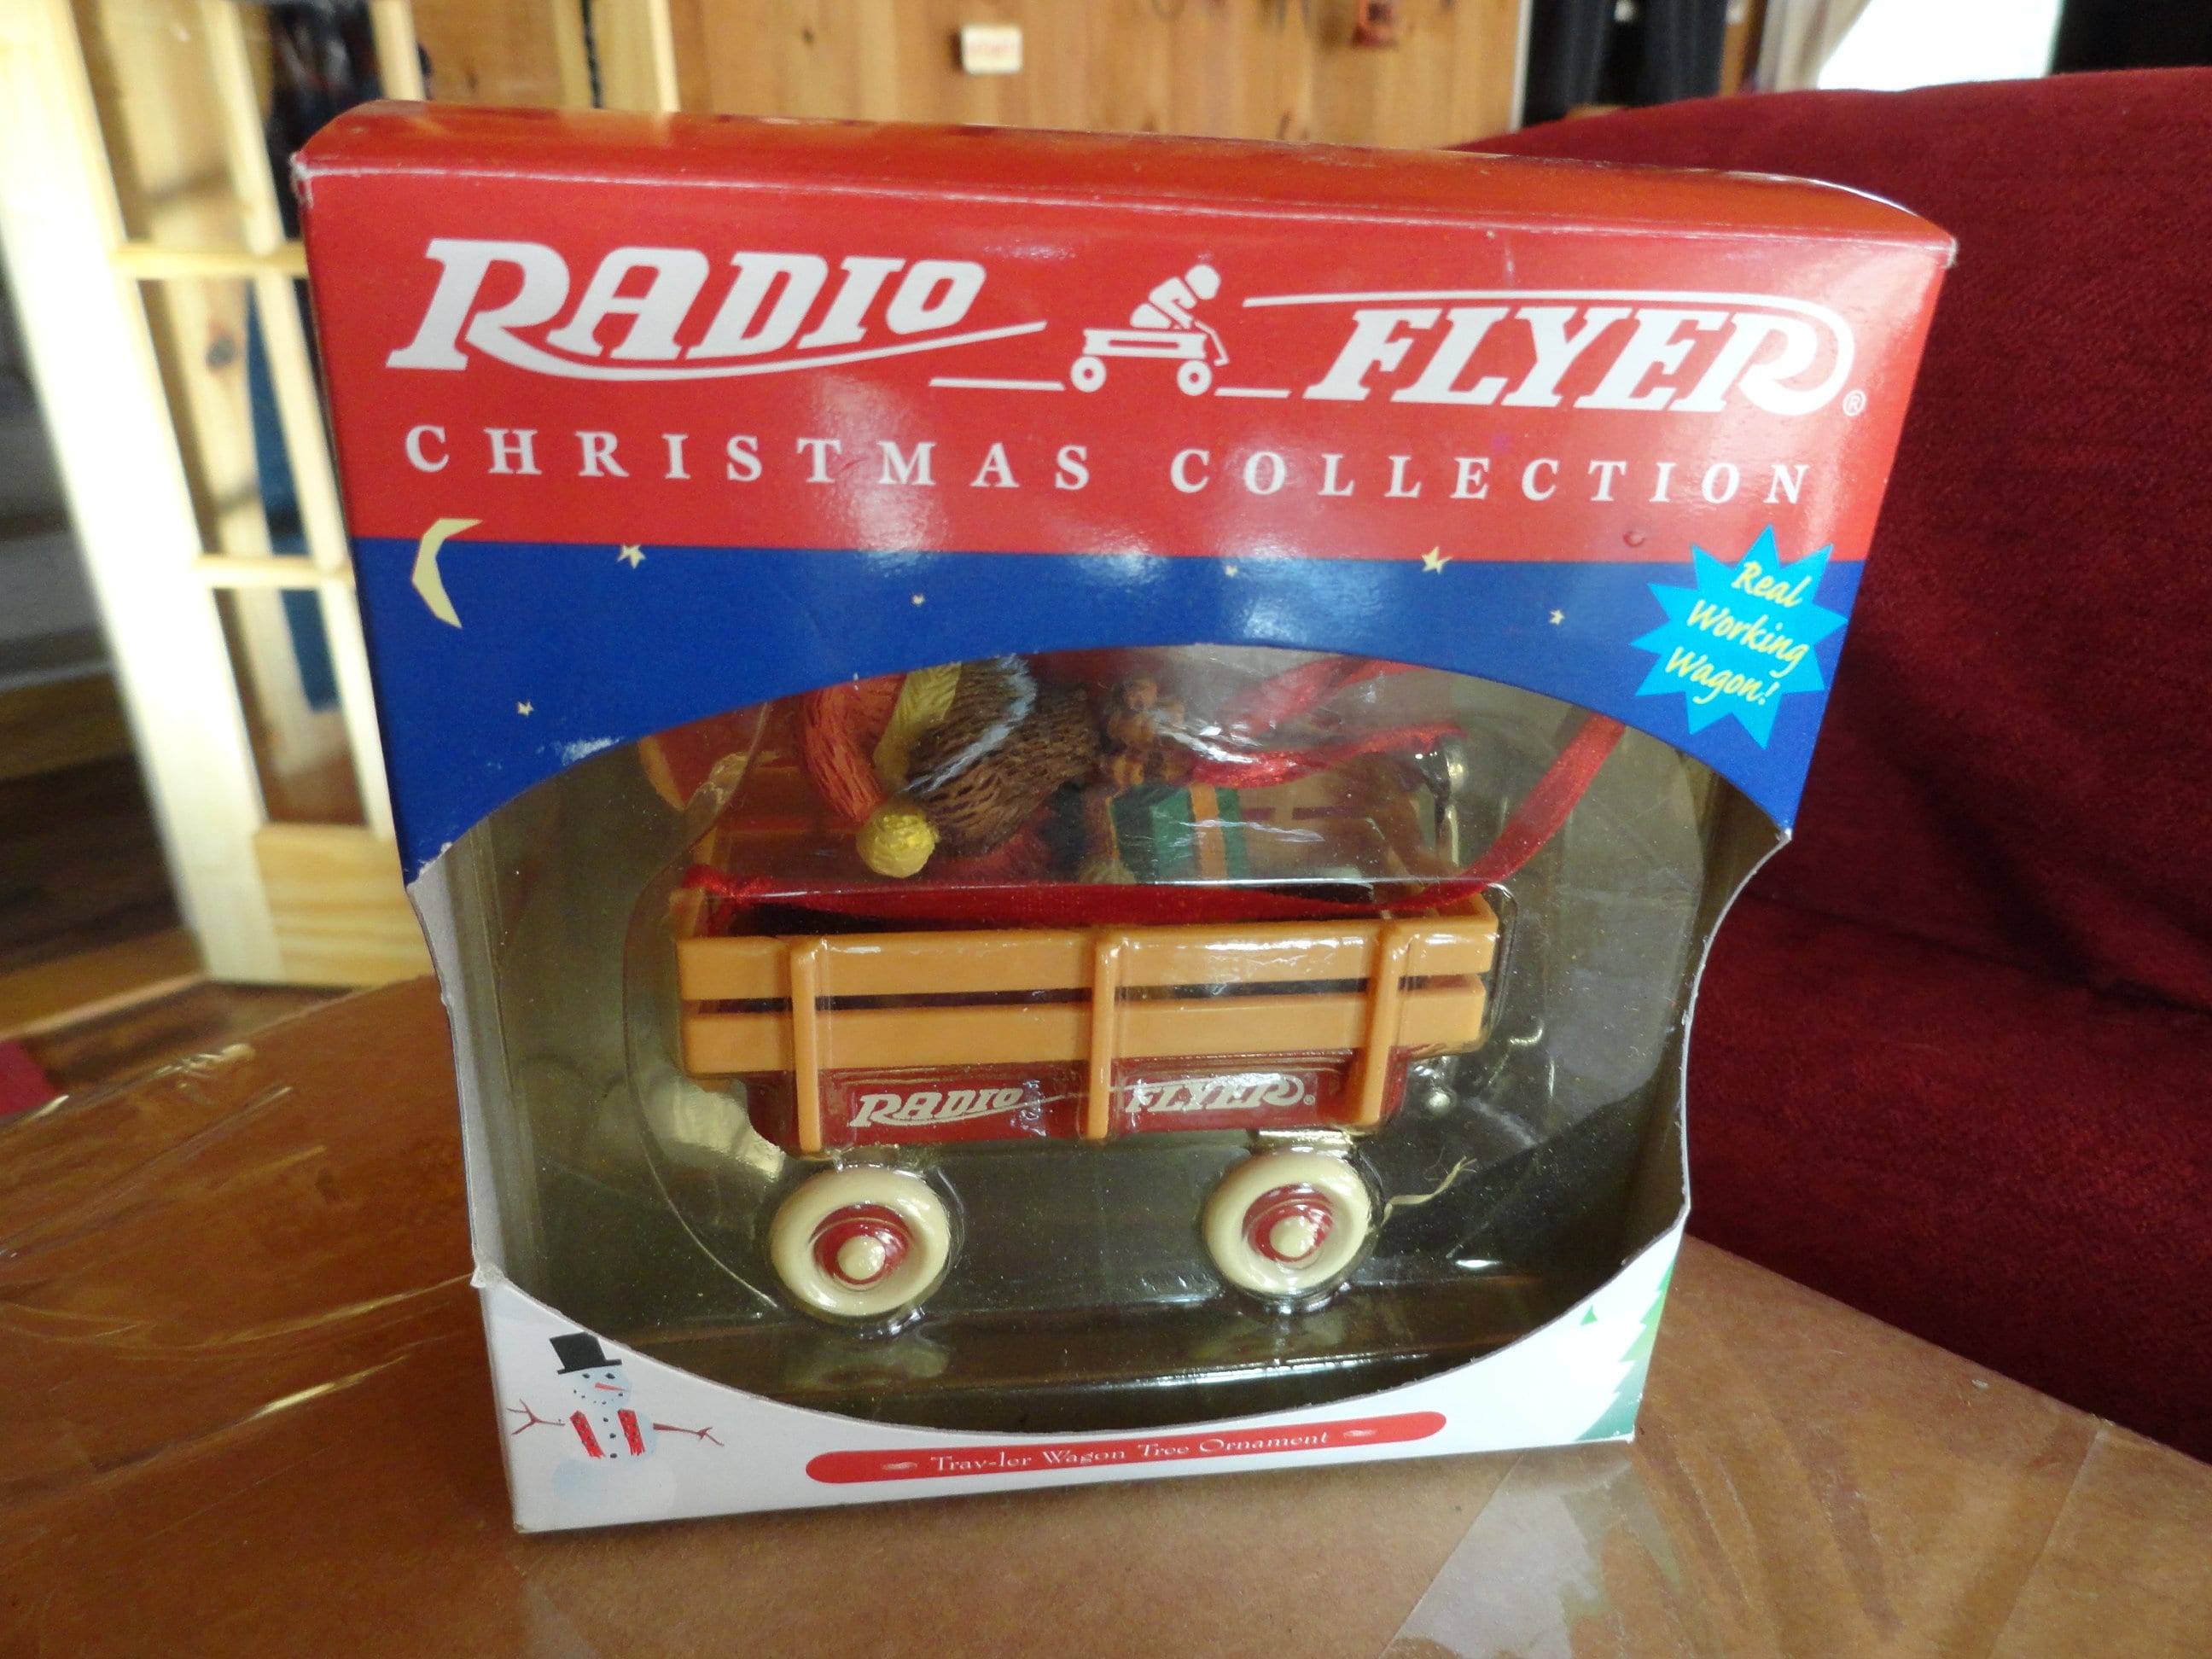 RADIO FLYER®
CHRISTMAS COLLECTION
Real
Working
Wagon!
RADIO FLYER®
Trav-ler Wagon Tree Ornament